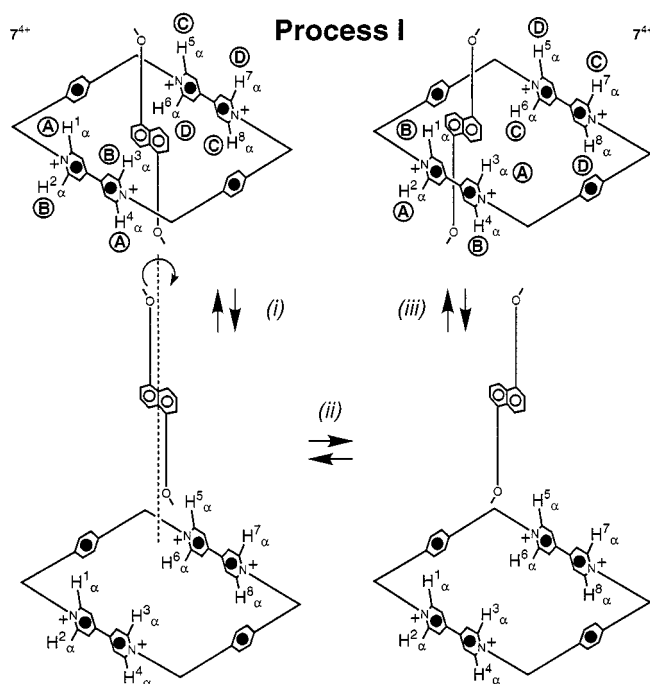 Process I
7⁴⁺
O
Ⓒ
H⁵α
Ⓓ
H⁷α
N⁺
H⁶α
Ⓓ
Ⓒ
H⁸α
N⁺
Ⓐ
H¹α
Ⓑ
H³α
N⁺
H²α
Ⓑ
N⁺
H⁴α
Ⓐ
O
7⁴⁺
O
Ⓓ
H⁵α
Ⓒ
H⁷α
N⁺
H⁶α
Ⓒ
Ⓓ
H⁸α
N⁺
Ⓑ
H¹α
Ⓐ
H³α
N⁺
H²α
Ⓐ
N⁺
H⁴α
Ⓑ
O
(i)
(iii)
(ii)
O
O
H⁵α
H⁷α
N⁺
H⁶α
N⁺
H⁸α
H¹α
H³α
N⁺
H²α
N⁺
H⁴α
O
O
H⁵α
H⁷α
N⁺
H⁶α
N⁺
H⁸α
H¹α
H³α
N⁺
H²α
N⁺
H⁴α